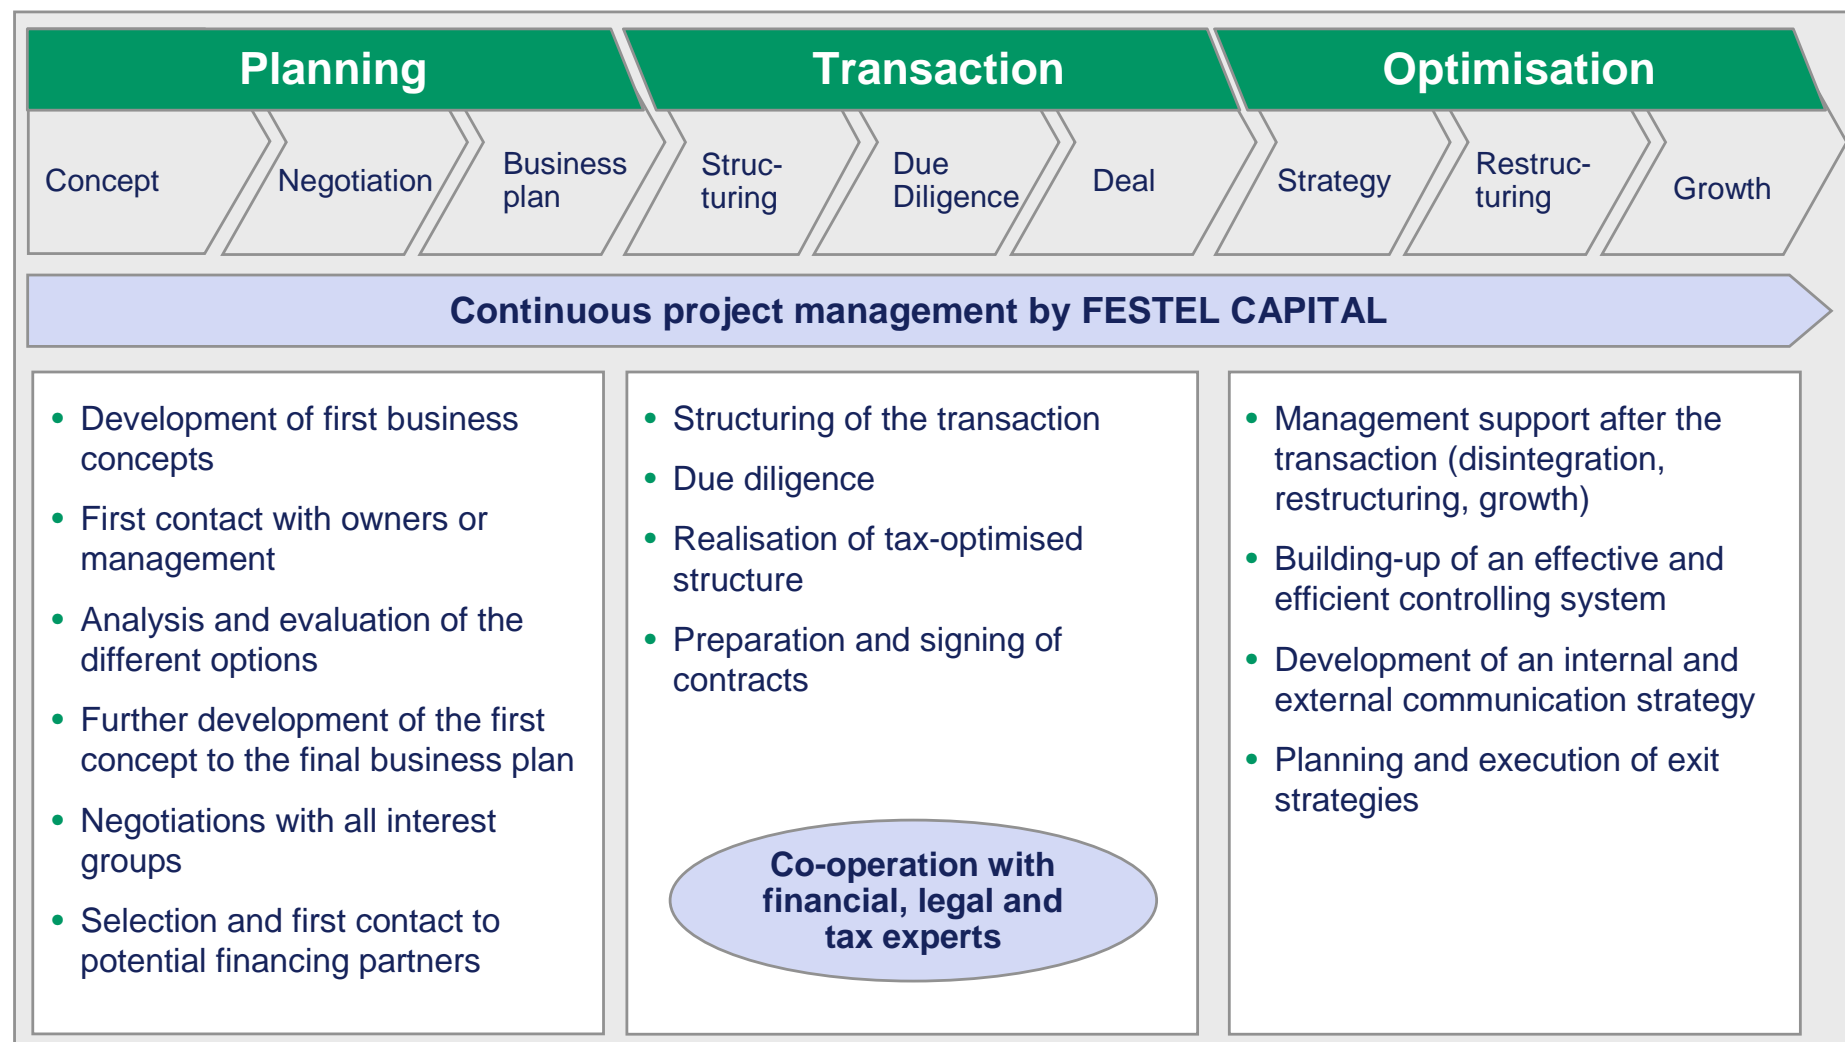 Planning
Transaction
Optimisation
Concept
Negotiation
Business
plan
Struc-
turing
Due
Diligence
Deal
Strategy
Restruc-
turing
Growth
Continuous project management by FESTEL CAPITAL
• Development of first business
concepts
• First contact with owners or
management
• Analysis and evaluation of the
different options
• Further development of the first
concept to the final business plan
• Negotiations with all interest
groups
• Selection and first contact to
potential financing partners
• Structuring of the transaction
• Due diligence
• Realisation of tax-optimised
structure
• Preparation and signing of
contracts
Co-operation with
financial, legal and
tax experts
• Management support after the
transaction (disintegration,
restructuring, growth)
• Building-up of an effective and
efficient controlling system
• Development of an internal and
external communication strategy
• Planning and execution of exit
strategies